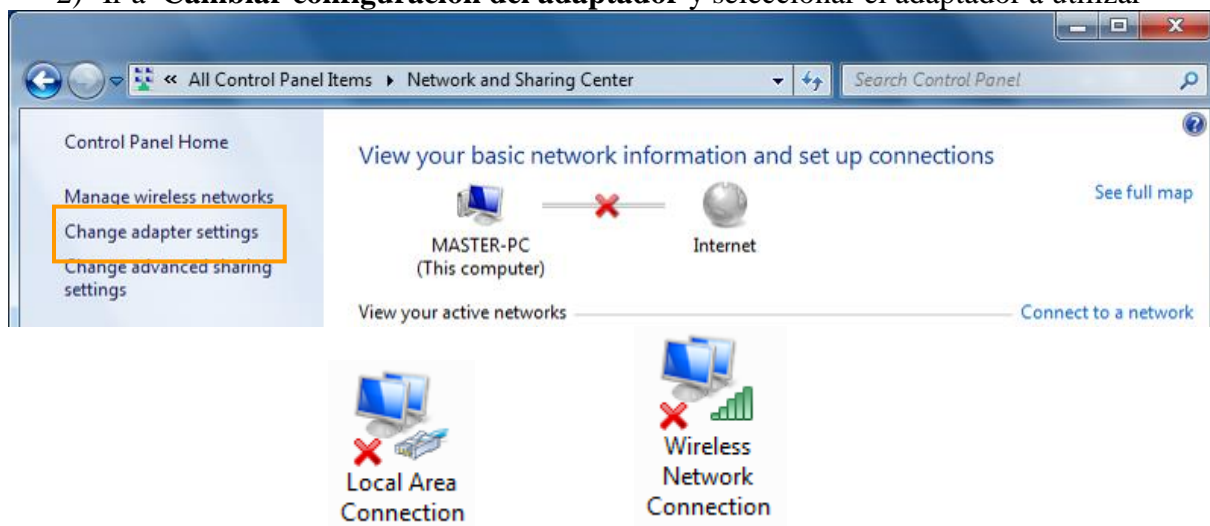 2) Ir a "Cambiar configuración del adaptador" y seleccionar el adaptador a utilizar
« All Control Panel Items ▸ Network and Sharing Center
Search Control Panel
Control Panel Home
Manage wireless networks
Change adapter settings
Change advanced sharing
settings
View your basic network information and set up connections
See full map
MASTER-PC
(This computer)
Internet
View your active networks
Connect to a network
Local Area
Connection
Wireless
Network
Connection